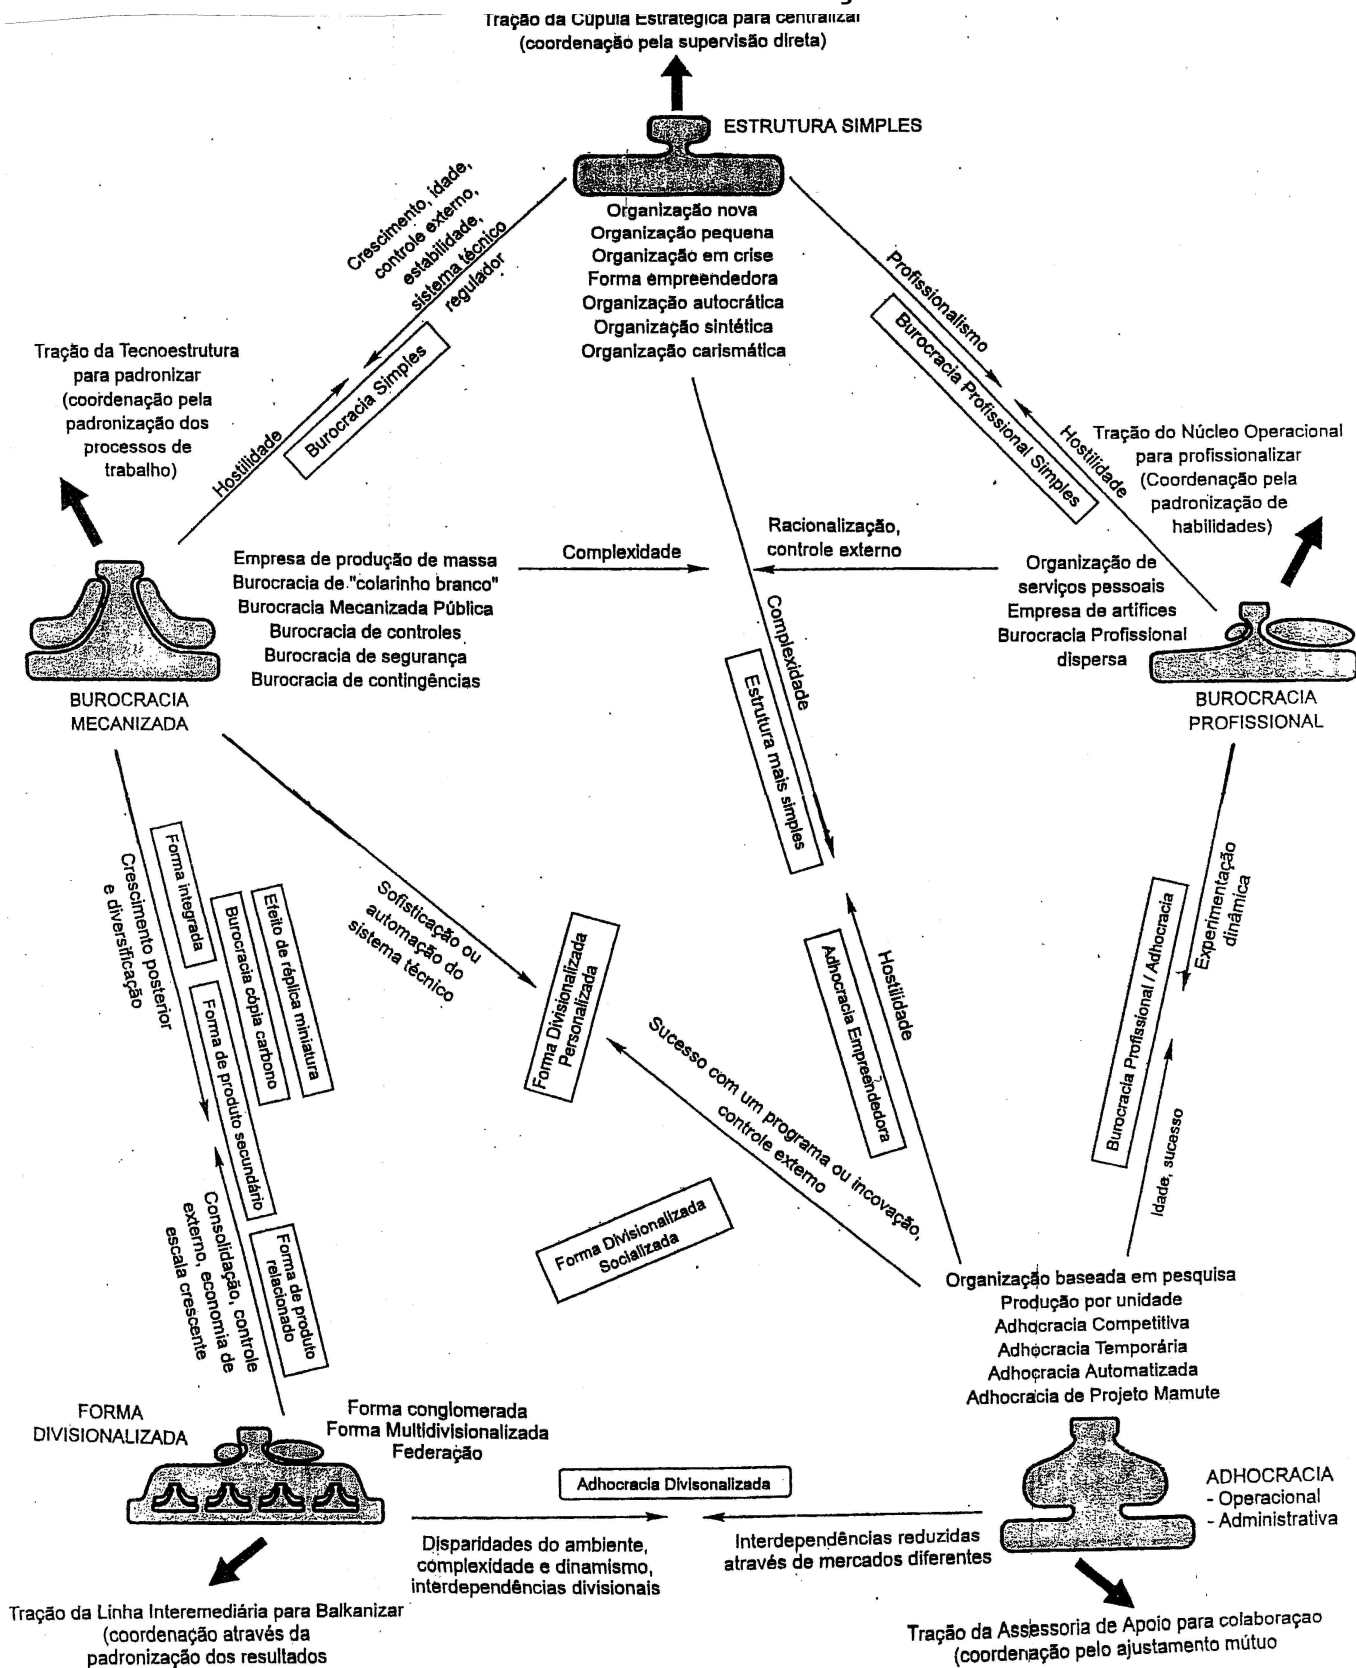 Tração da Cúpula Estratégica para centralizar
(coordenação pela supervisão direta)
ESTRUTURA SIMPLES
Organização nova
Organização pequena
Organização em crise
Forma empreendedora
Organização autocrática
Organização sintética
Organização carismática
Crescimento, idade,
controle externo,
estabilidade,
sistema técnico
regulador
Burocracia Simples
Hostilidade
Profissionalismo
Burocracia Profissional Simples
Hostilidade
Tração da Tecnoestrutura
para padronizar
(coordenação pela
padronização dos
processos de
trabalho)
Tração do Núcleo Operacional
para profissionalizar
(Coordenação pela
padronização de
habilidades)
Empresa de produção de massa
Burocracia de "colarinho branco"
Burocracia Mecanizada Pública
Burocracia de controles
Burocracia de segurança
Burocracia de contingências
Complexidade
Racionalização,
controle externo
Organização de
serviços pessoais
Empresa de artífices
Burocracia Profissional
dispersa
BUROCRACIA
MECANIZADA
BUROCRACIA
PROFISSIONAL
Complexidade
Estrutura mais simples
Crescimento posterior
e diversificação
Forma integrada
Burocracia cópia carbono
Efeito de réplica miniatura
Forma de produto secundário
Sofisticação ou
automação do
sistema técnico
Forma Divisionalizada
Personalizada
Hostilidade
Adhocracia Empreendedora
Experimentação
dinâmica
Burocracia Profissional / Adhocracia
Idade, sucesso
Sucesso com um programa ou incovação,
controle externo
Forma Divisionalizada
Socializada
Consolidação, controle
externo, economia de
escala crescente
Forma de produto
relacionado
Organização baseada em pesquisa
Produção por unidade
Adhocracia Competitiva
Adhocracia Temporária
Adhocracia Automatizada
Adhocracia de Projeto Mamute
FORMA
DIVISIONALIZADA
Forma conglomerada
Forma Multidivisionalizada
Federação
Adhocracia Divisonalizada
ADHOCRACIA
- Operacional
- Administrativa
Disparidades do ambiente,
complexidade e dinamismo,
interdependências divisionais
Interdependências reduzidas
através de mercados diferentes
Tração da Linha Interemediária para Balkanizar
(coordenação através da
padronização dos resultados
Tração da Assessoria de Apoio para colaboraçao
(coordenação pelo ajustamento mútuo